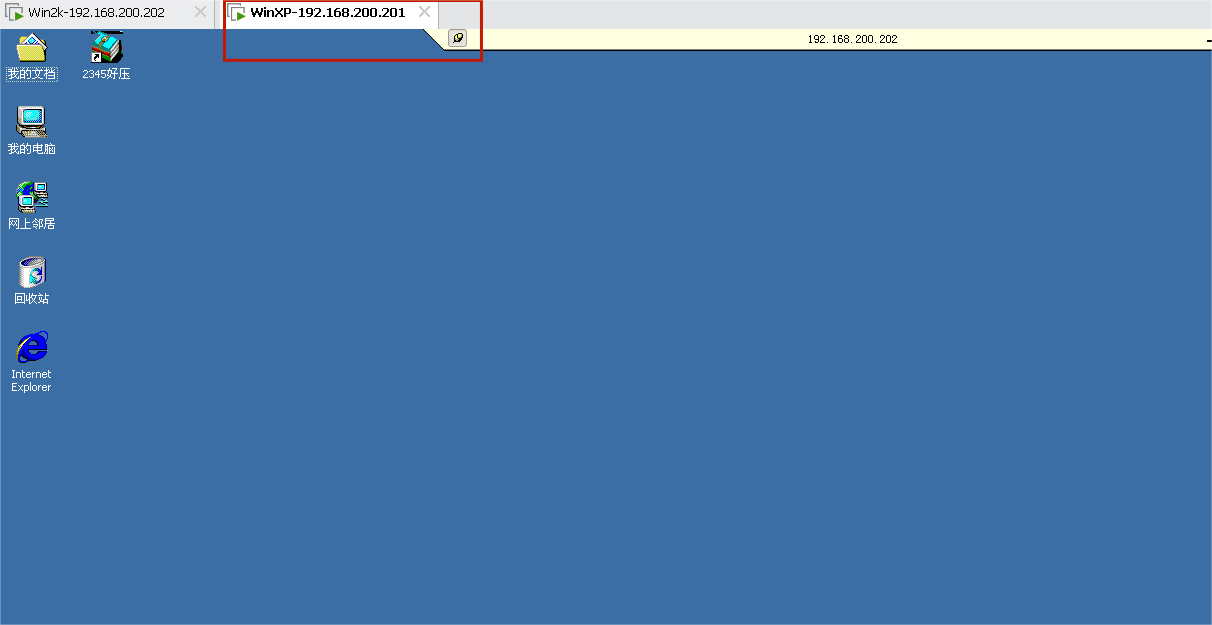 Win2k-192.168.200.202
WinXP-192.168.200.201
192.168.200.202
我的文档
2345好压
我的电脑
网上邻居
回收站
Internet
Explorer